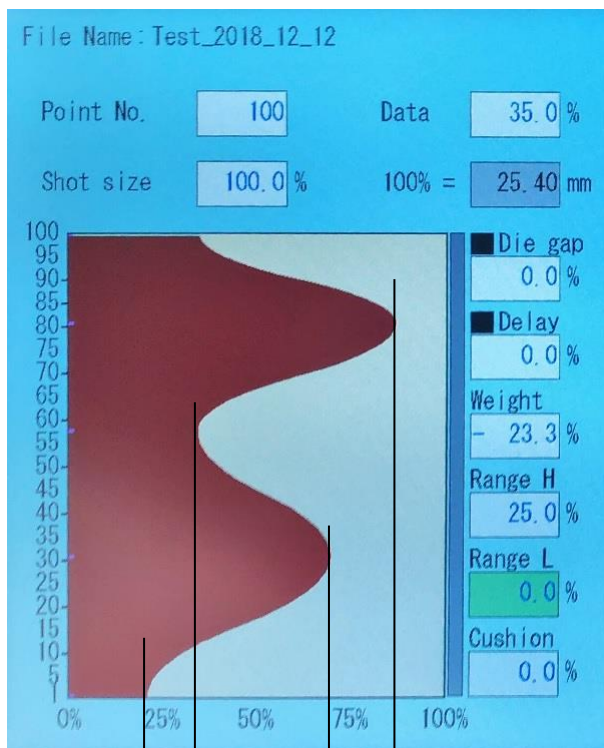 File Name:Test_2018_12_12
Point No. 100 Data 35.0 %
Shot size 100.0 % 100% = 25.40 mm
100
95
90
85
80
75
70
65
60
55
50
45
40
35
30
25
20
15
10
5
1
0% 25% 50% 75% 100%
Die gap
0.0 %
Delay
0.0 %
Weight
- 23.3 %
Range H
25.0 %
Range L
0.0 %
Cushion
0.0 %